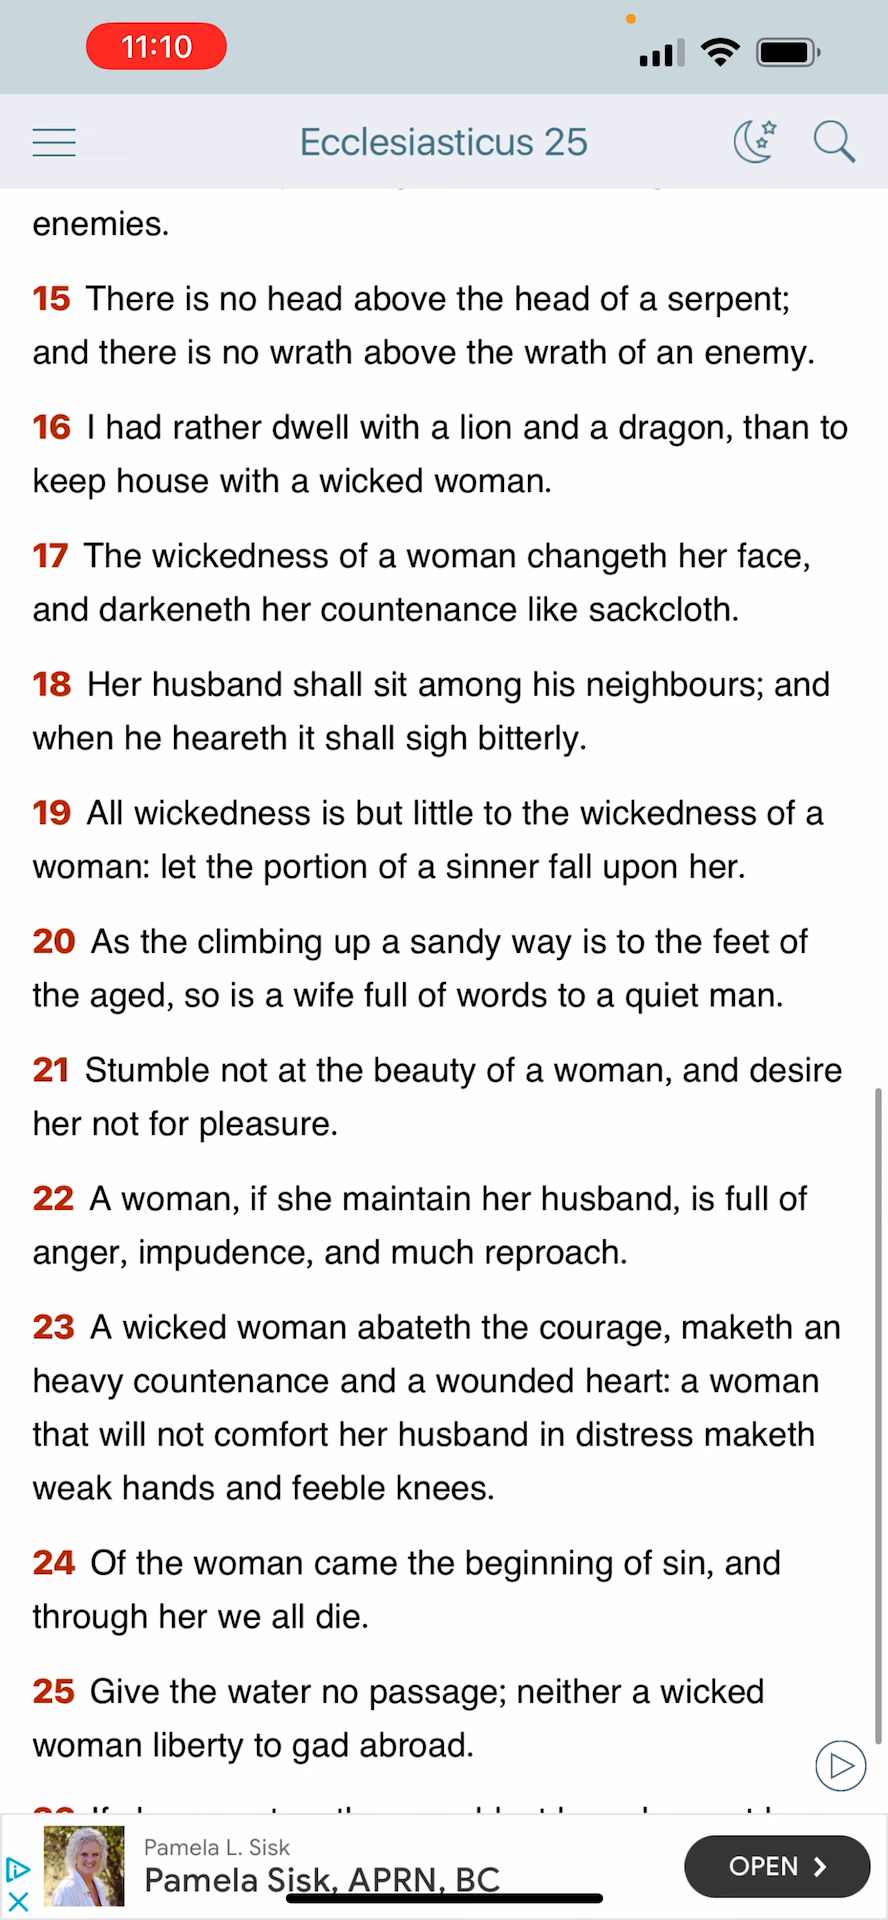 11:10
Ecclesiasticus 25
enemies.
15 There is no head above the head of a serpent;
and there is no wrath above the wrath of an enemy.
16 I had rather dwell with a lion and a dragon, than to
keep house with a wicked woman.
17 The wickedness of a woman changeth her face,
and darkeneth her countenance like sackcloth.
18 Her husband shall sit among his neighbours; and
when he heareth it shall sigh bitterly.
19 All wickedness is but little to the wickedness of a
woman: let the portion of a sinner fall upon her.
20 As the climbing up a sandy way is to the feet of
the aged, so is a wife full of words to a quiet man.
21 Stumble not at the beauty of a woman, and desire
her not for pleasure.
22 A woman, if she maintain her husband, is full of
anger, impudence, and much reproach.
23 A wicked woman abateth the courage, maketh an
heavy countenance and a wounded heart: a woman
that will not comfort her husband in distress maketh
weak hands and feeble knees.
24 Of the woman came the beginning of sin, and
through her we all die.
25 Give the water no passage; neither a wicked
woman liberty to gad abroad.
Pamela L. Sisk
Pamela Sisk, APRN, BC
OPEN